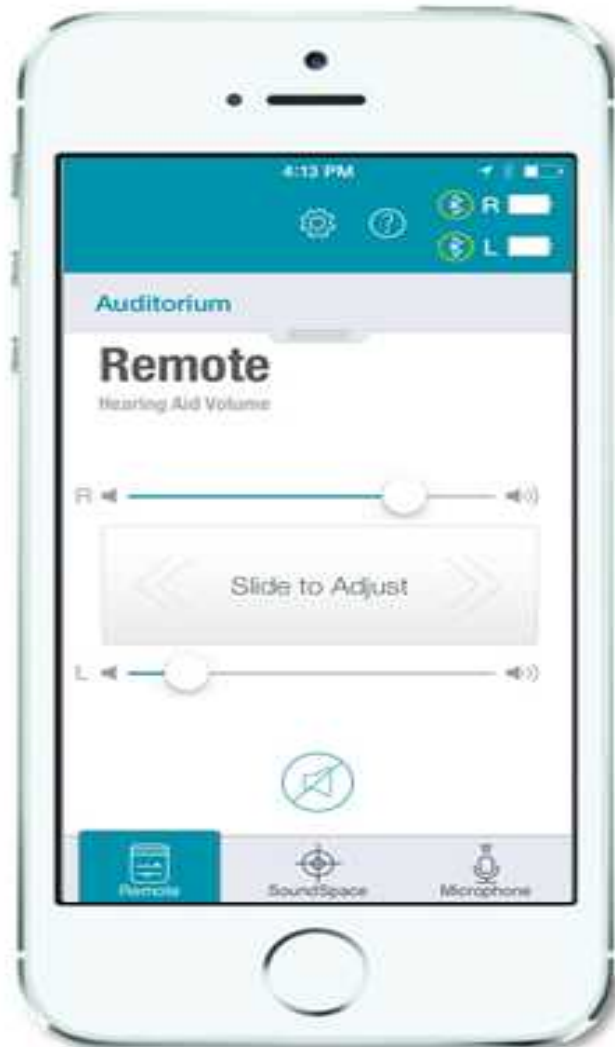 4:13 PM
R
L
Auditorium
Remote
Hearing Aid Volume
R
Slide to Adjust
L
Remote
SoundSpace
Microphone